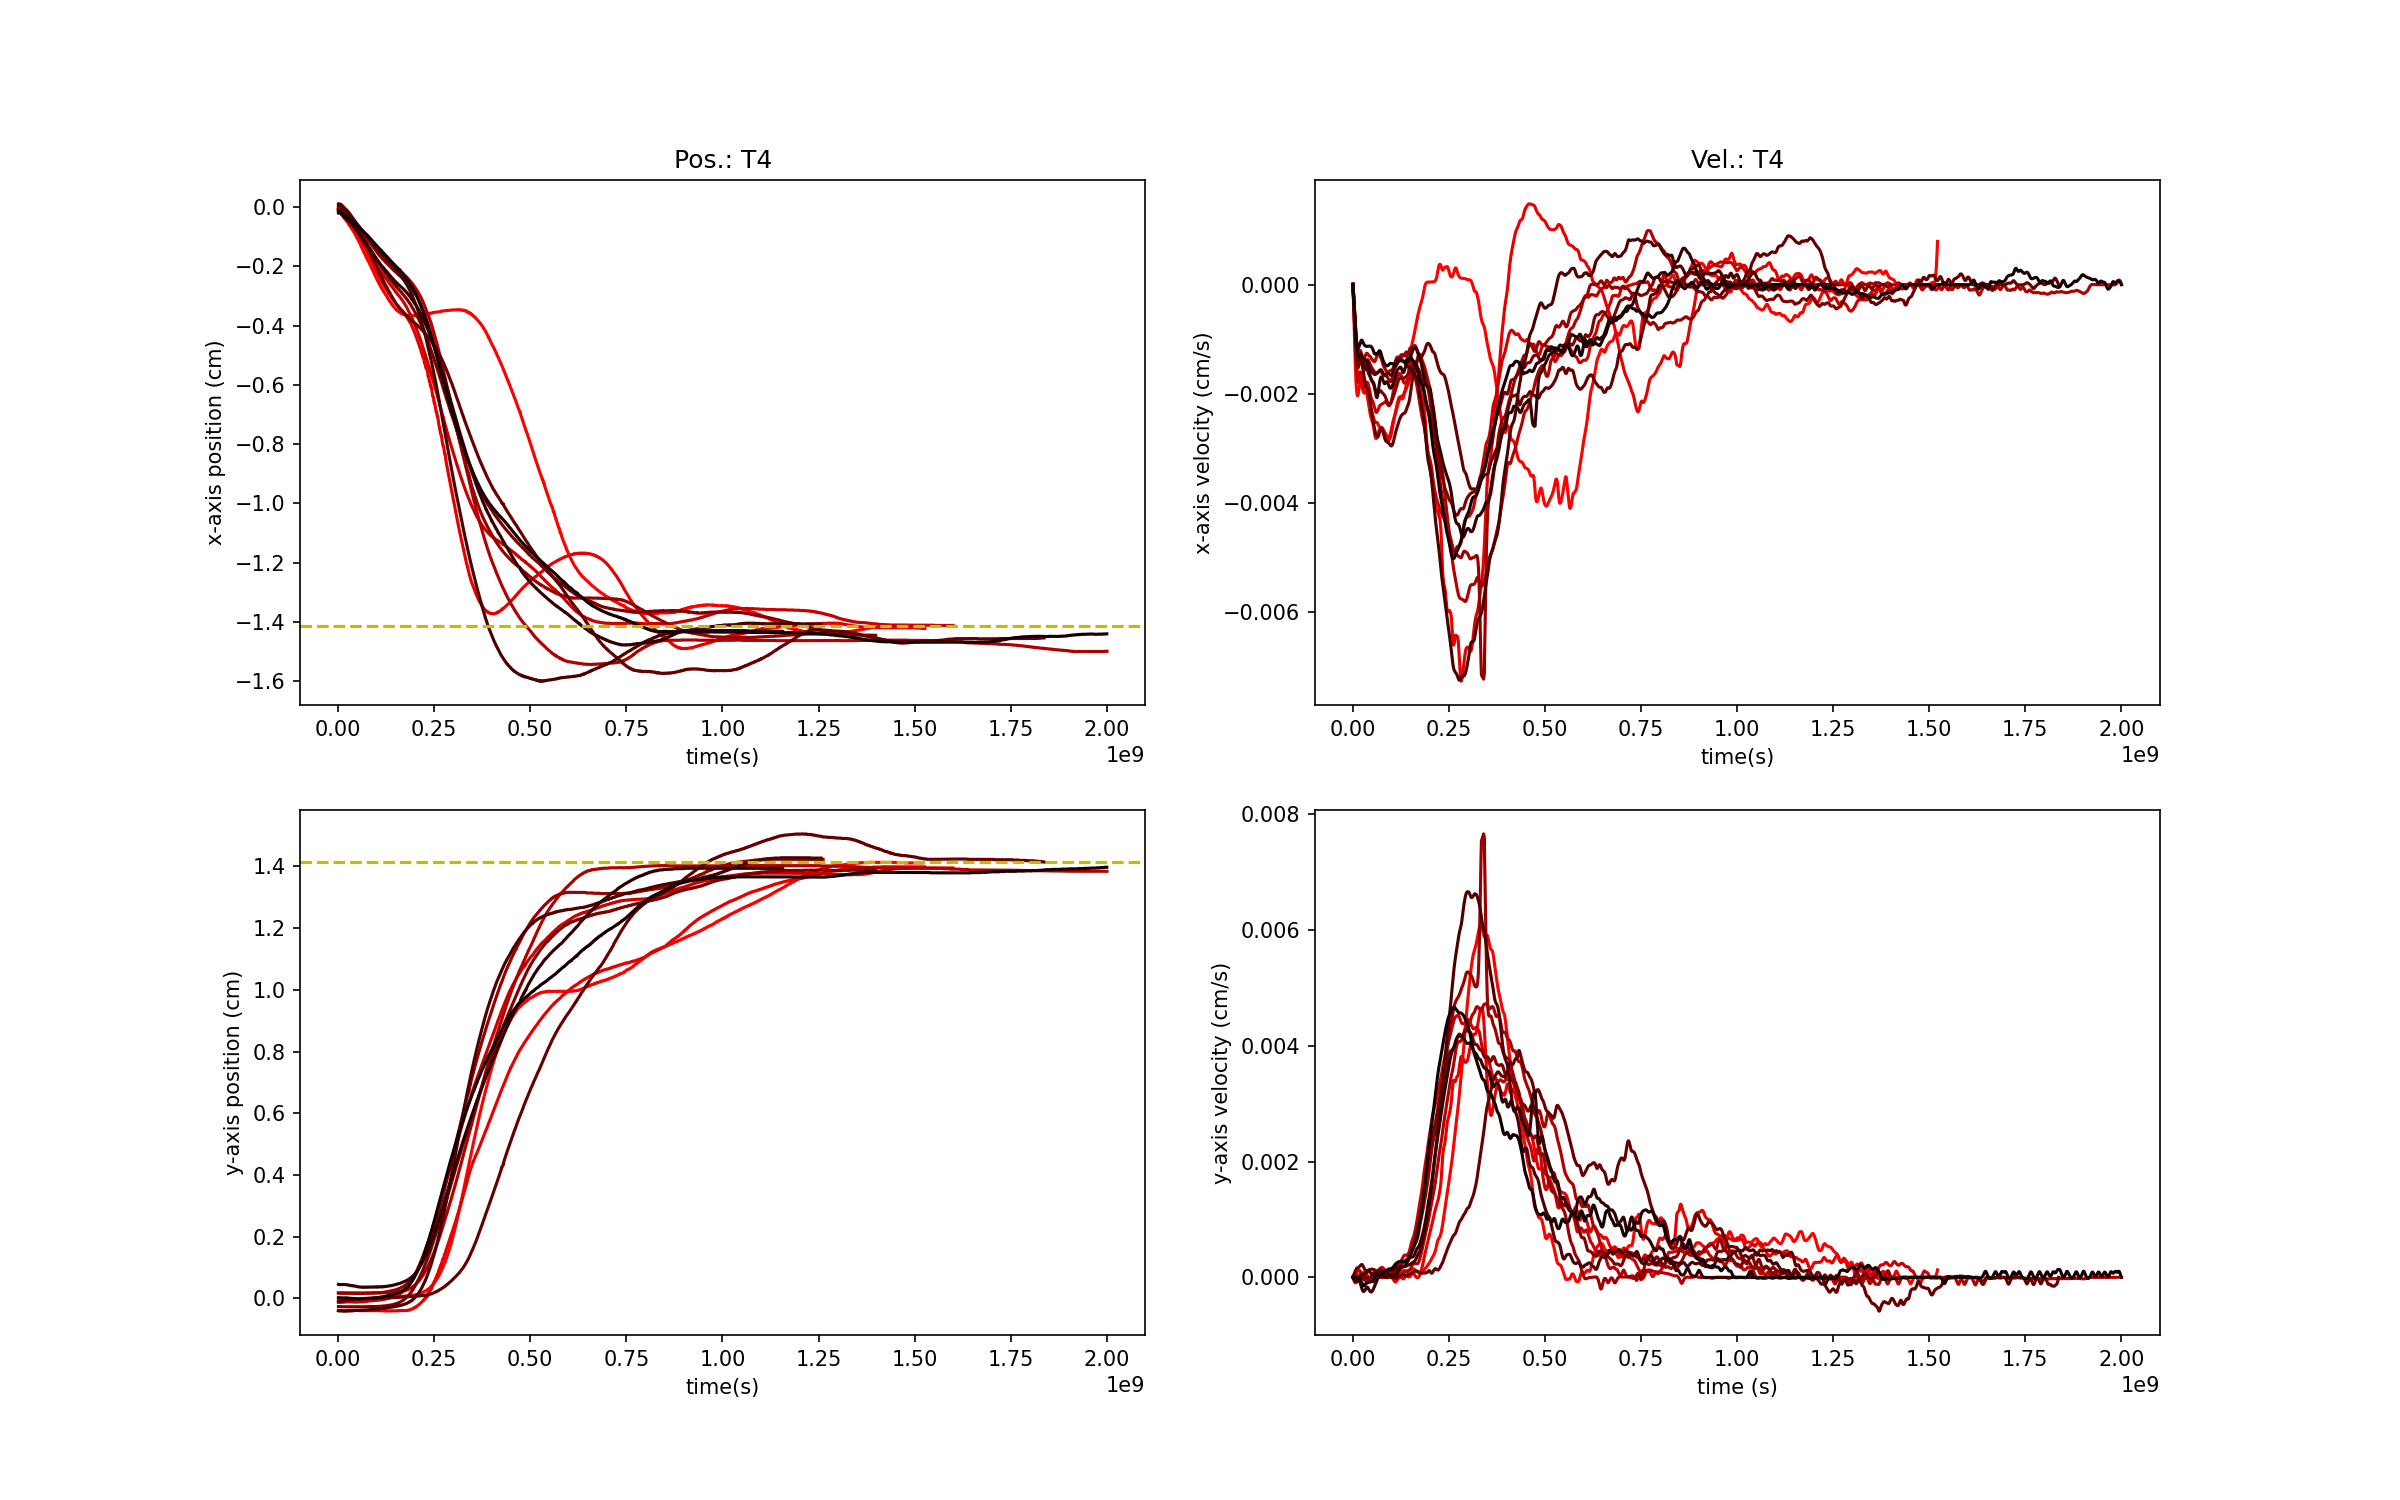 Pos.: T4
x-axis position (cm)
0.0
−0.2
−0.4
−0.6
−0.8
−1.0
−1.2
−1.4
−1.6
0.00 0.25 0.50 0.75 1.00 1.25 1.50 1.75 2.00
time(s)
1e9
Vel.: T4
x-axis velocity (cm/s)
0.000
−0.002
−0.004
−0.006
0.00 0.25 0.50 0.75 1.00 1.25 1.50 1.75 2.00
time(s)
1e9
y-axis position (cm)
1.4
1.2
1.0
0.8
0.6
0.4
0.2
0.0
0.00 0.25 0.50 0.75 1.00 1.25 1.50 1.75 2.00
time(s)
1e9
y-axis velocity (cm/s)
0.008
0.006
0.004
0.002
0.000
0.00 0.25 0.50 0.75 1.00 1.25 1.50 1.75 2.00
time (s)
1e9